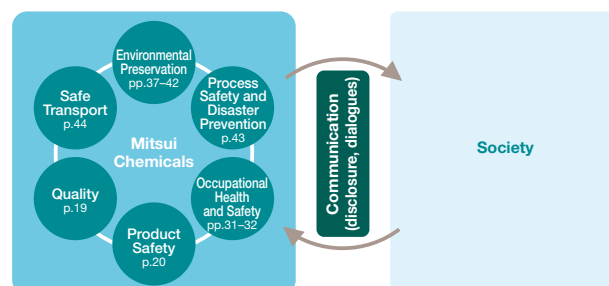 Environmental
Preservation
pp.37–42
Process
Safety and
Disaster
Prevention
p.43
Occupational
Health
and Safety
pp.31–32
Product
Safety
p.20
Quality
p.19
Safe
Transport
p.44
Mitsui
Chemicals
Communication
(disclosure, dialogues)
Society